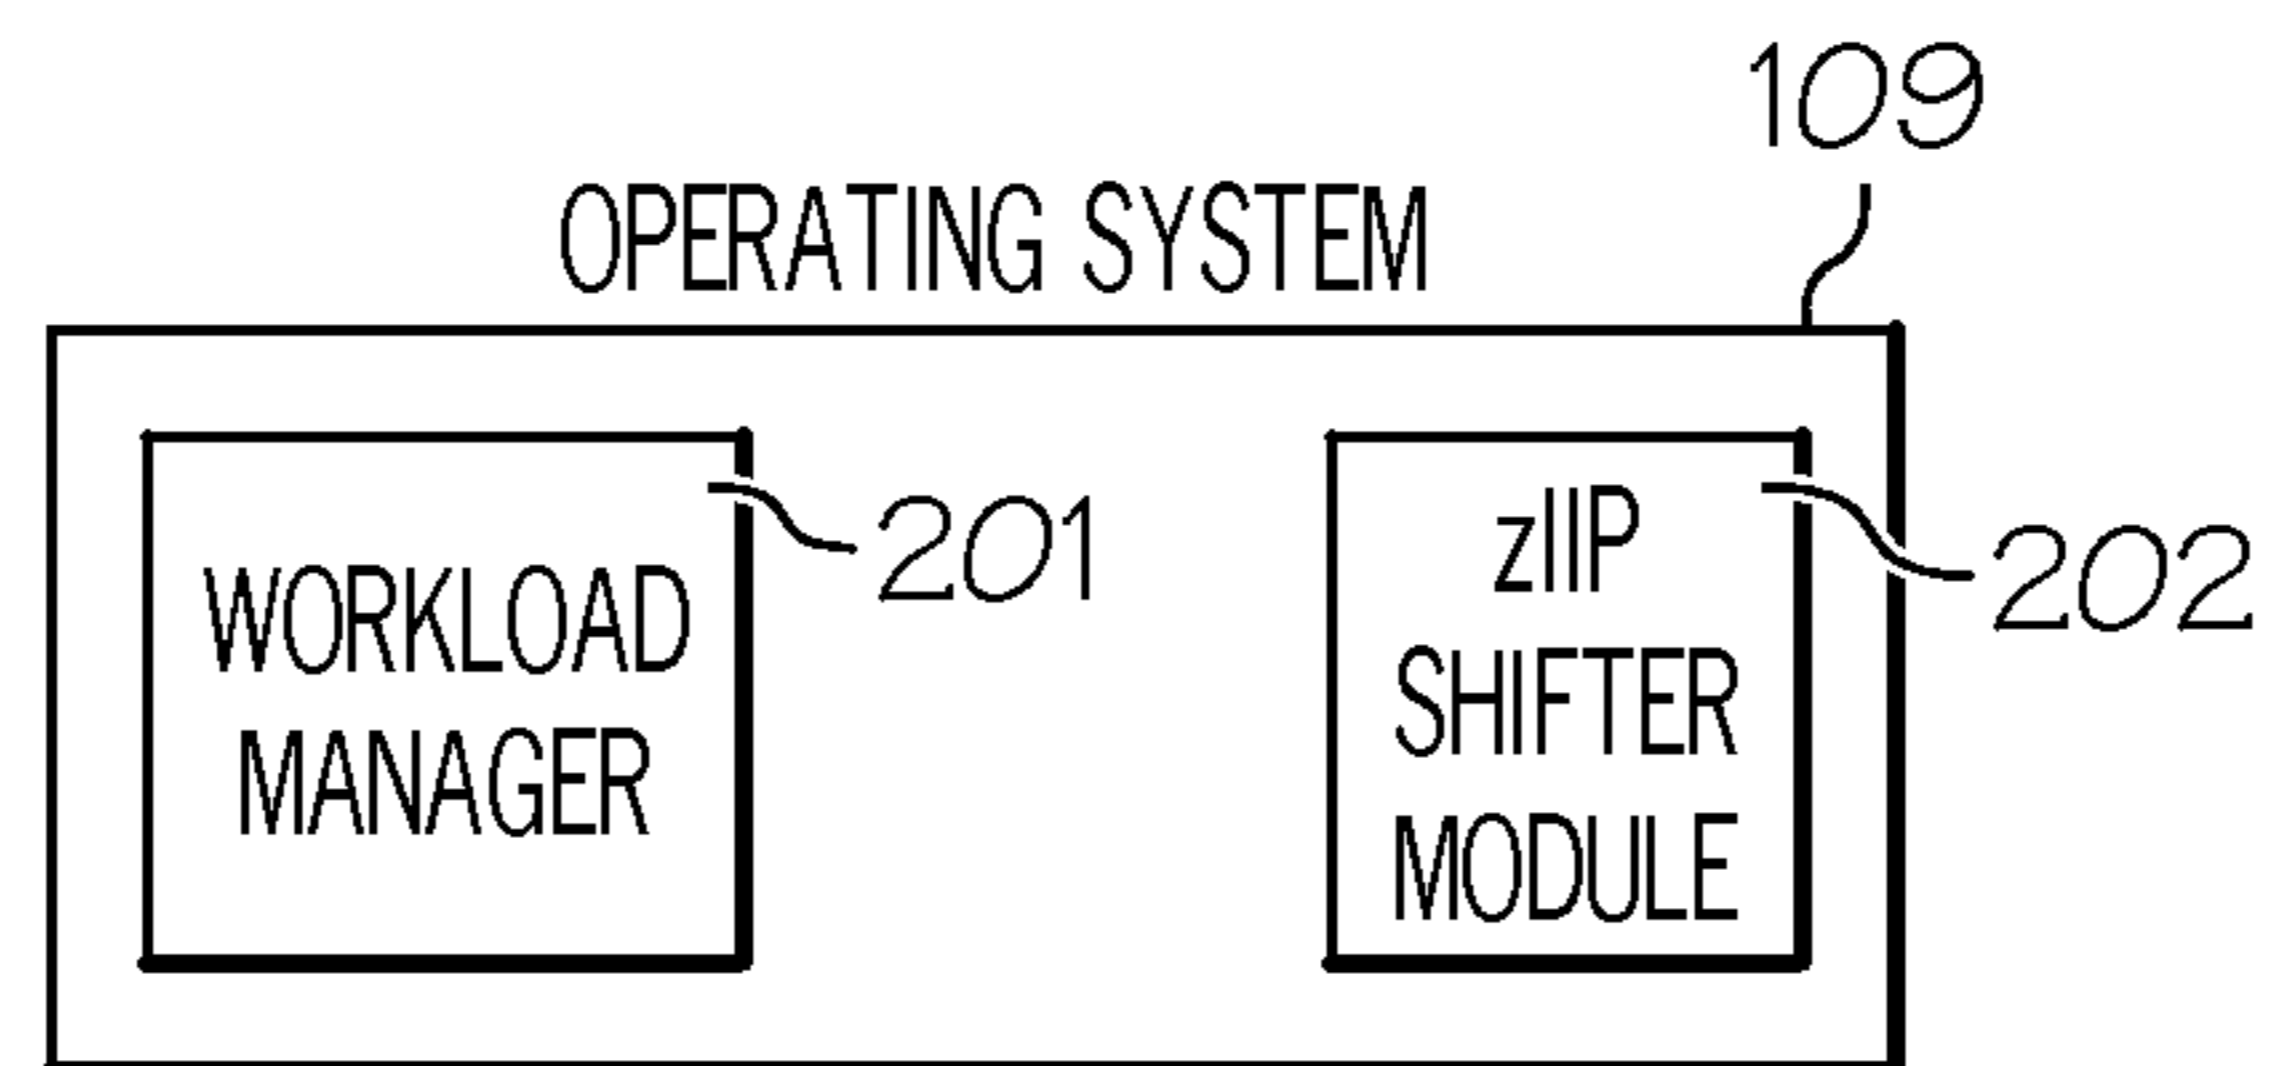 109
OPERATING SYSTEM
201
WORKLOAD
MANAGER
zIIP
SHIFTER
MODULE
202